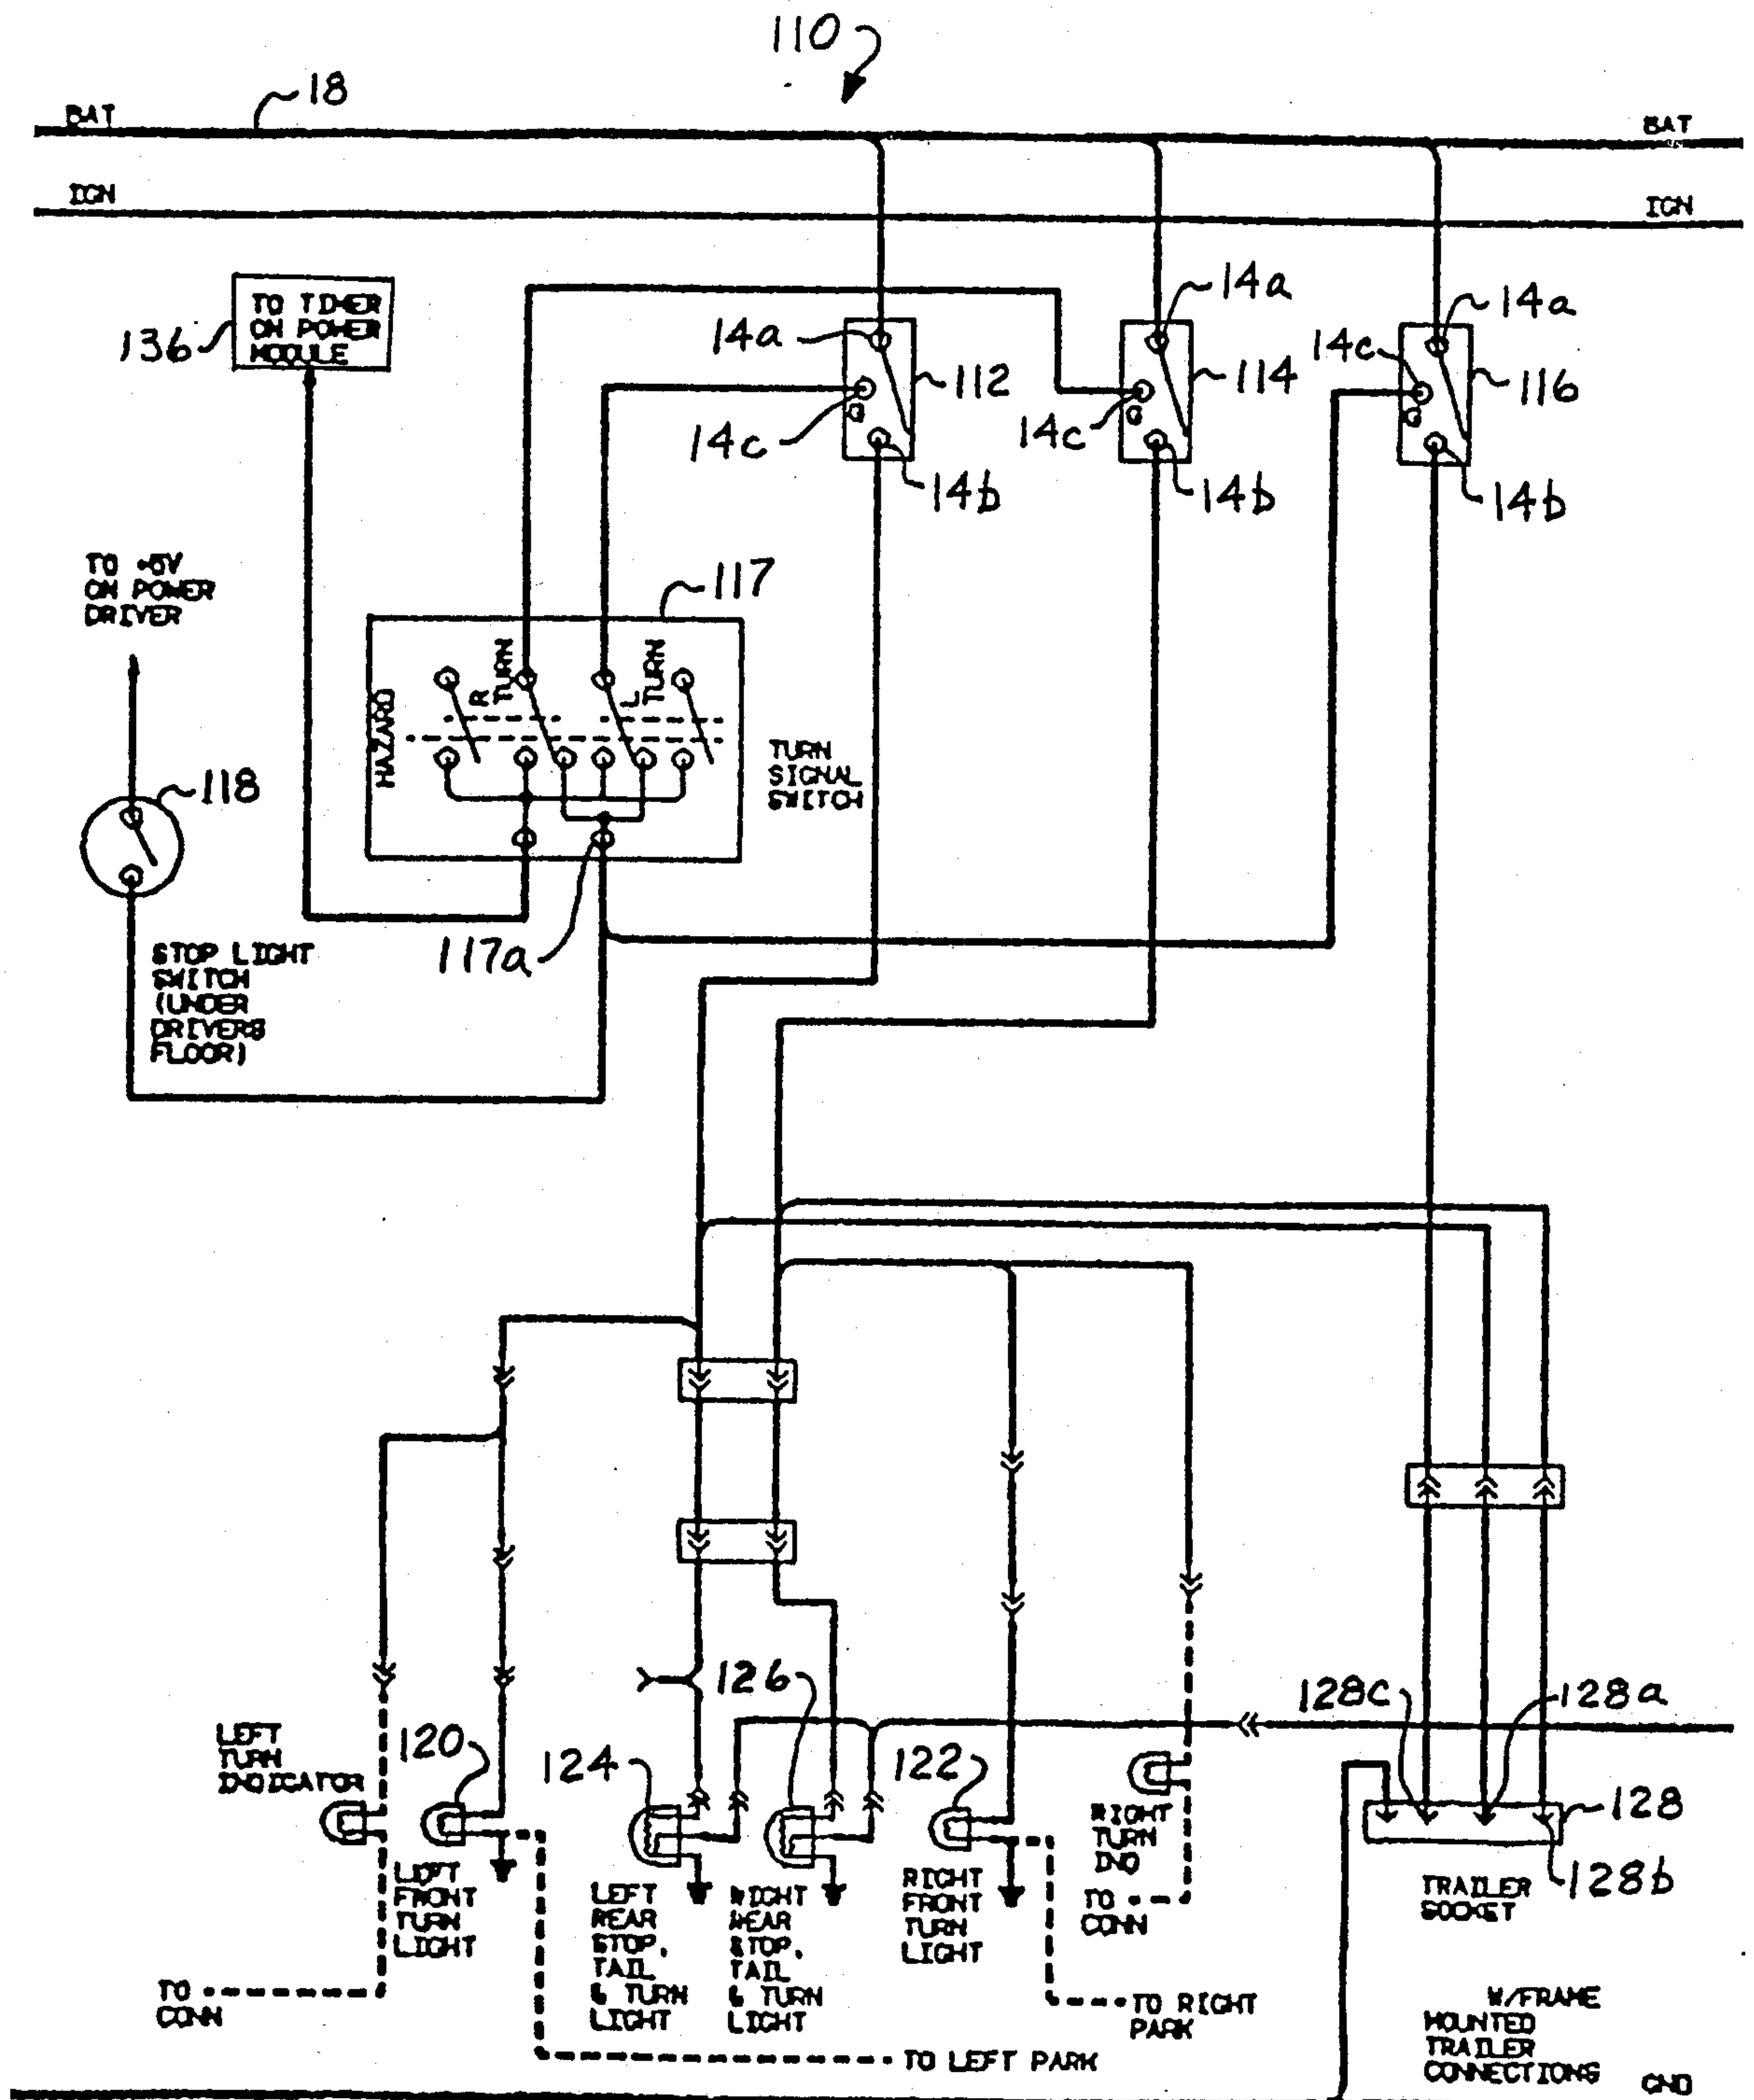 110
18
BAT
BAT
IGN
IGN
136
TO TIMER
ON POWER
MODULE
14a
14c
112
14b
14a
14c
114
14b
14a
14c
116
14b
TO +5V
ON POWER
DRIVER
117
HAZARD
R
TURN
L
TURN
TURN
SIGNAL
SWITCH
118
117a
STOP LIGHT
SWITCH
(UNDER
DRIVERS
FLOOR)
LEFT
TURN
INDICATOR
120
124
126
122
128c
128a
128
128b
LEFT
FRONT
TURN
LIGHT
LEFT
REAR
STOP,
TAIL
& TURN
LIGHT
RIGHT
REAR
STOP,
TAIL
& TURN
LIGHT
RIGHT
FRONT
TURN
LIGHT
RIGHT
TURN
IND
TO
CONN
TRAILER
SOCKET
TO
CONN
TO RIGHT
PARK
TO LEFT PARK
W/FRAME
MOUNTED
TRAILER
CONNECTIONS
GND